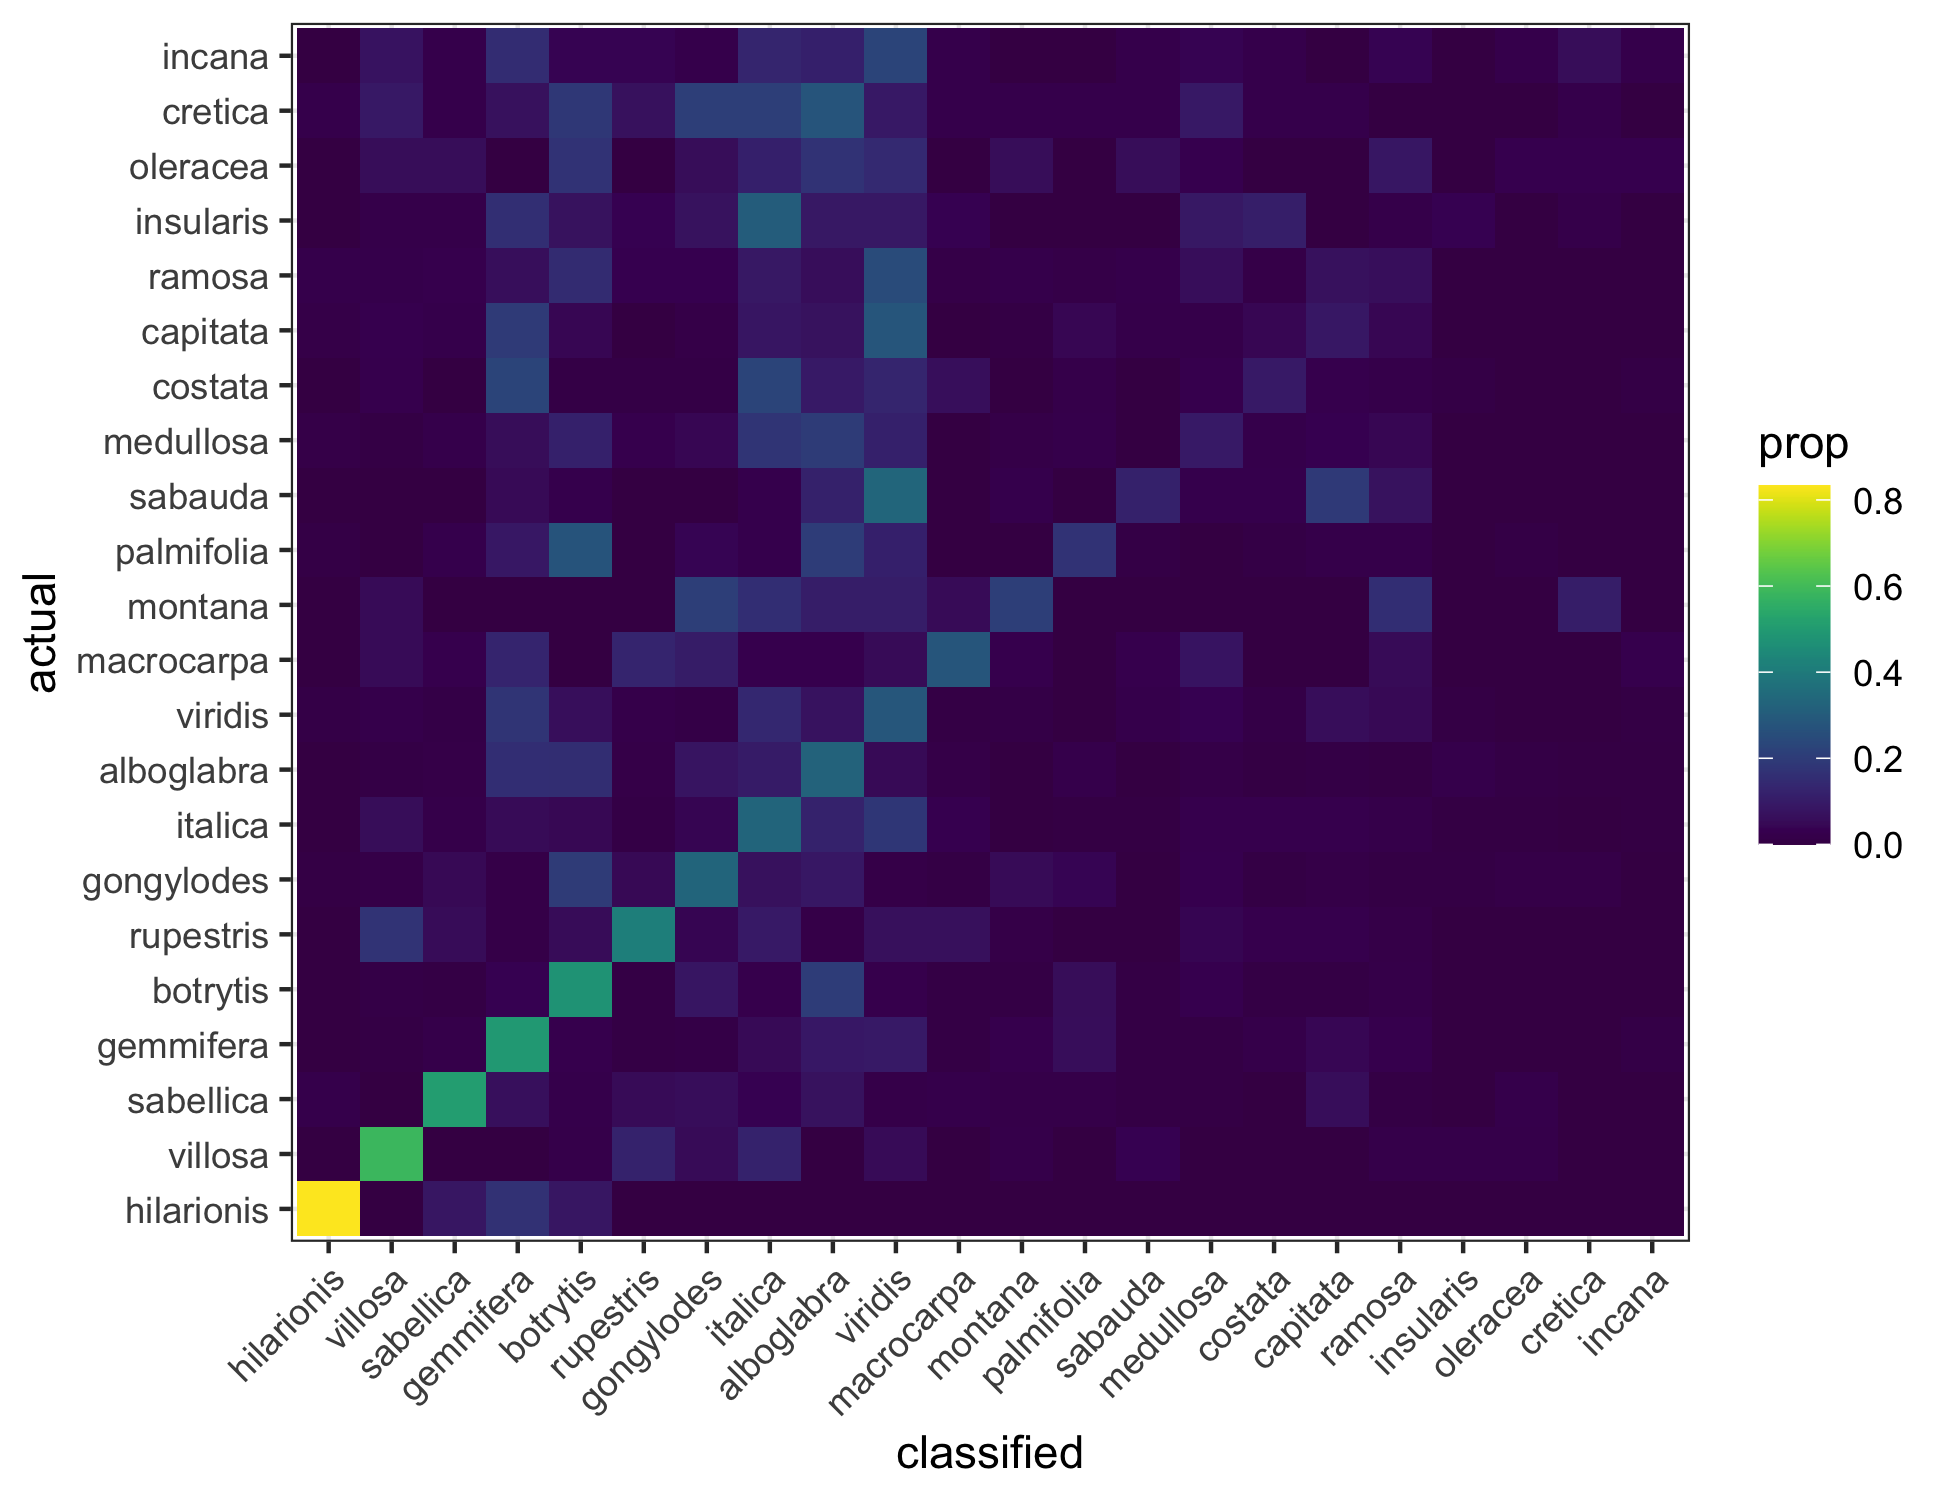 actual
incana
cretica
oleracea
insularis
ramosa
capitata
costata
medullosa
sabauda
palmifolia
montana
macrocarpa
viridis
alboglabra
italica
gongylodes
rupestris
botrytis
gemmifera
sabellica
villosa
hilarionis
hilarionis
villosa
sabellica
gemmifera
botrytis
rupestris
gongylodes
italica
alboglabra
viridis
macrocarpa
montana
palmifolia
sabauda
medullosa
costata
capitata
ramosa
insularis
oleracea
cretica
incana
classified
prop
0.8
0.6
0.4
0.2
0.0